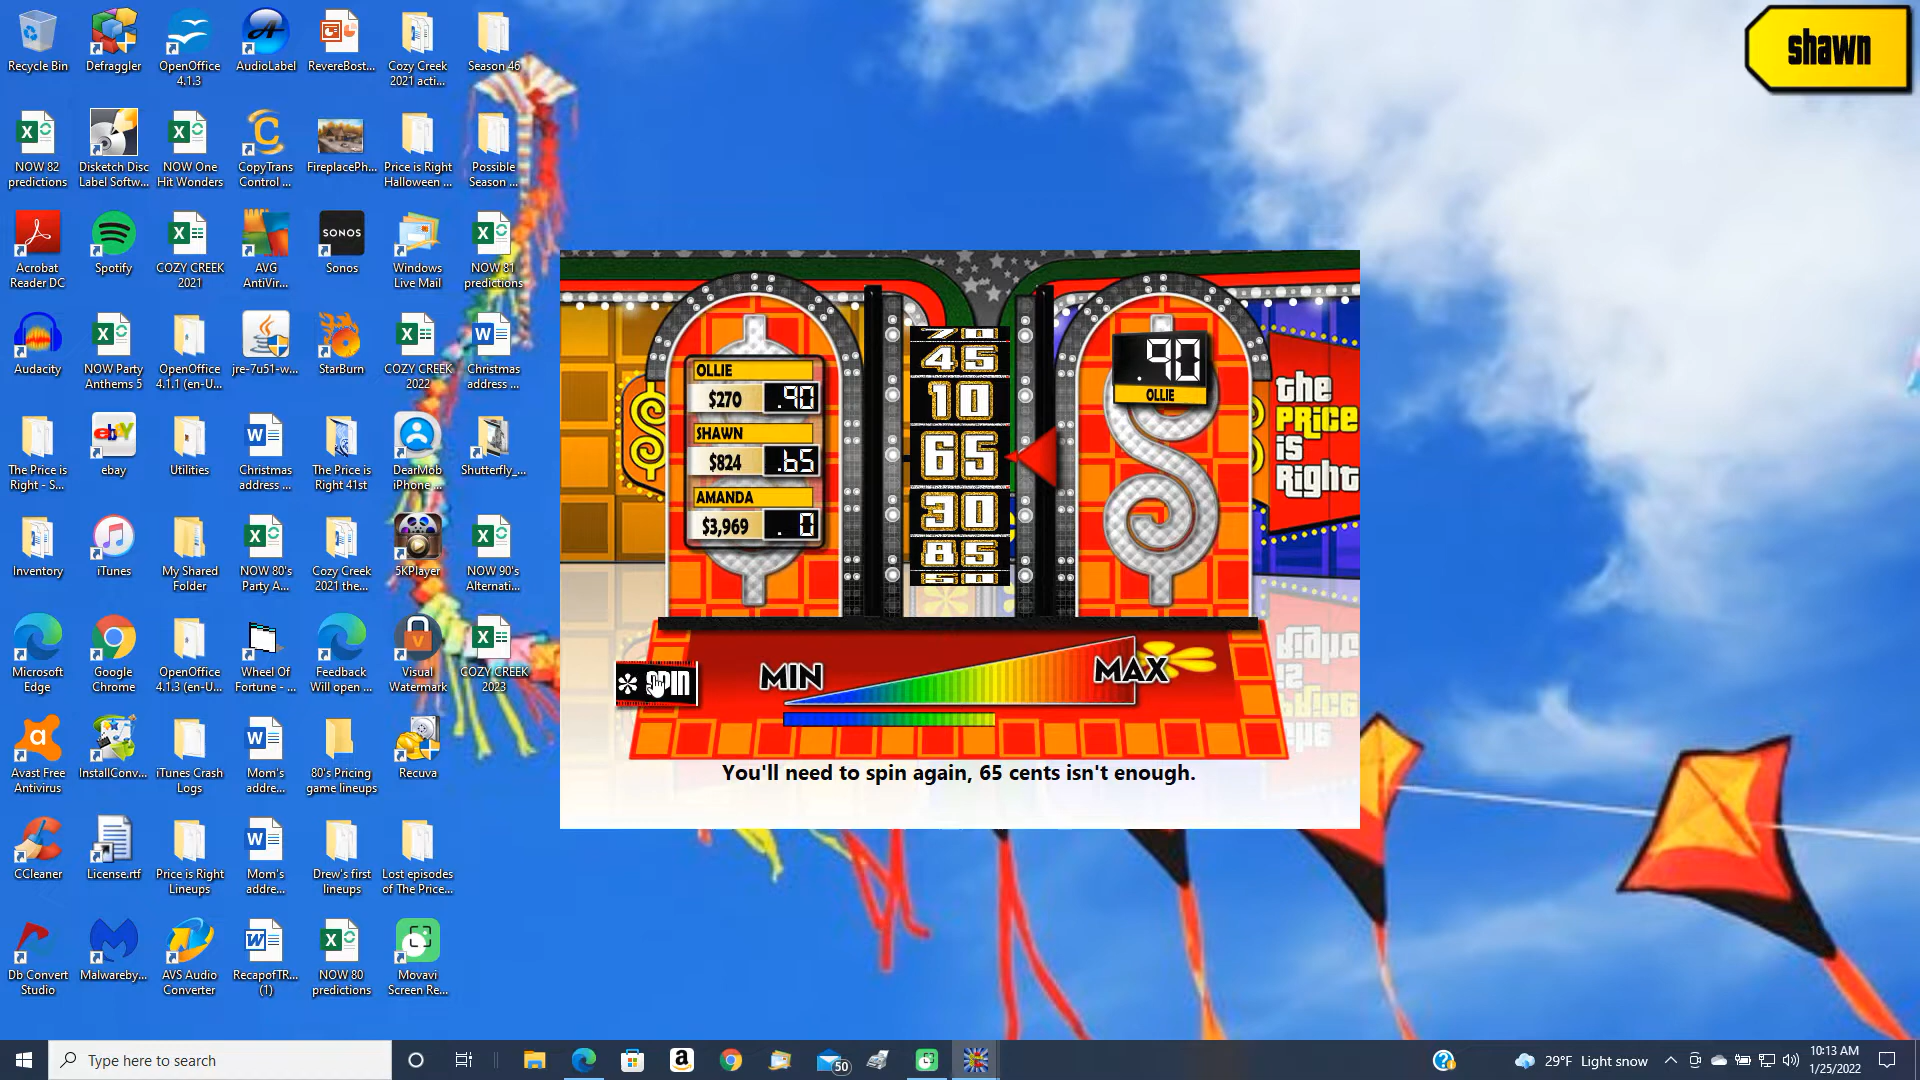 Recycle Bin
Defraggler
OpenOffice
4.1.3
AudioLabel
RevereBost...
Cozy Creek
2021 acti...
Season 46
NOW 82
predictions
Disketch Disc
Label Softw...
NOW One
Hit Wonders
CopyTrans
Control ...
FireplacePh...
Price is Right
Halloween ...
Possible
Season ...
Acrobat
Reader DC
Spotify
COZY CREEK
2021
AVG
AntiVir...
SONOS
Sonos
Windows
Live Mail
NOW 81
predictions
Audacity
NOW Party
Anthems 5
OpenOffice
4.1.1 (en-U...
jre-7u51-w...
StarBurn
COZY CREEK
2022
Christmas
address ...
The Price is
Right - S...
ebay
ebay
Utilities
Christmas
address ...
The Price is
Right 41st
DearMob
iPhone ...
Shutterfly_...
Inventory
iTunes
My Shared
Folder
NOW 80's
Party A...
Cozy Creek
2021 the...
5KPlayer
NOW 90's
Alternati...
Microsoft
Edge
Google
Chrome
OpenOffice
4.1.3 (en-U...
Wheel Of
Fortune - ...
Feedback
Will open ...
Visual
Watermark
COZY CREEK
2023
Avast Free
Antivirus
InstallConv...
iTunes Crash
Logs
Mom's
addre...
80's Pricing
game lineups
Recuva
CCleaner
License.rtf
Price is Right
Lineups
Mom's
addre...
Drew's first
lineups
Lost episodes
of The Price...
Db Convert
Studio
Malwareby...
AVS Audio
Converter
RecapofTR...
(1)
NOW 80
predictions
Movavi
Screen Re...
shawn
OLLIE
$270 .90
SHAWN
$824 .65
AMANDA
$3,969 . 0
70
45
10
65
30
85
50
.90
OLLIE
the
PRICE
is
Right
SPIN
MIN
MAX
You'll need to spin again, 65 cents isn't enough.
Type here to search
50
29°F Light snow
10:13 AM
1/25/2022